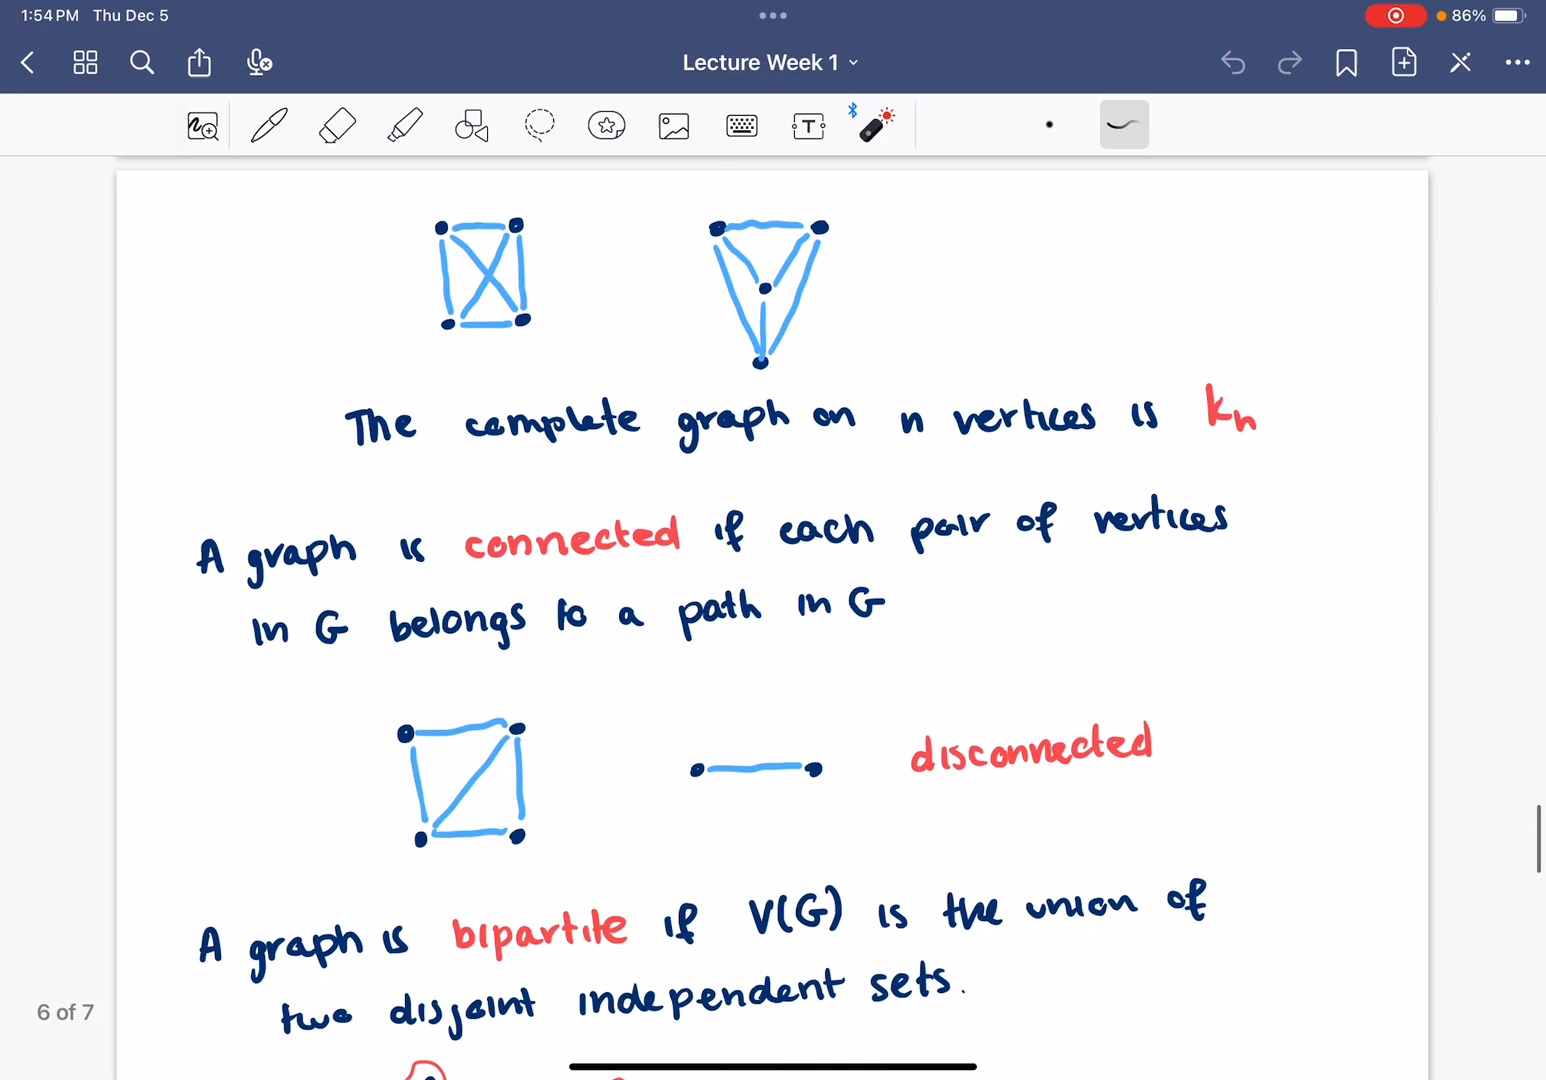 1:54 PM Thu Dec 5
86%
Lecture Week 1
T
The complete graph on n vertices is Kn
A graph is connected if each pair of vertices
in G belongs to a path in G
disconnected
A graph is bipartite if V(G) is the union of
two disjoint independent sets.
6 of 7